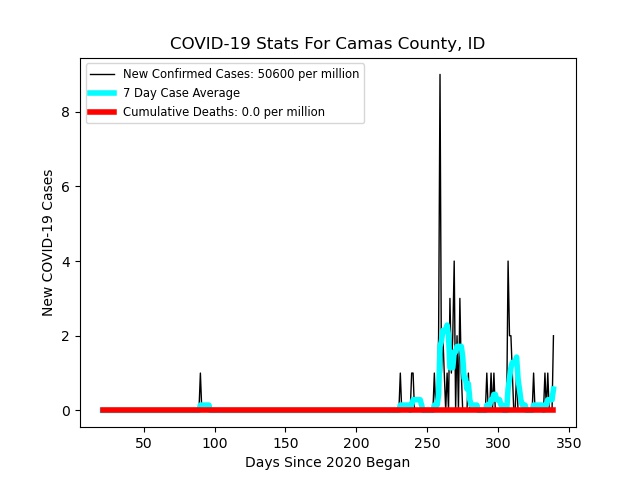 COVID-19 Stats For Camas County, ID
New Confirmed Cases: 50600 per million
7 Day Case Average
Cumulative Deaths: 0.0 per million
New COVID-19 Cases
8
6
4
2
0
50 100 150 200 250 300 350
Days Since 2020 Began